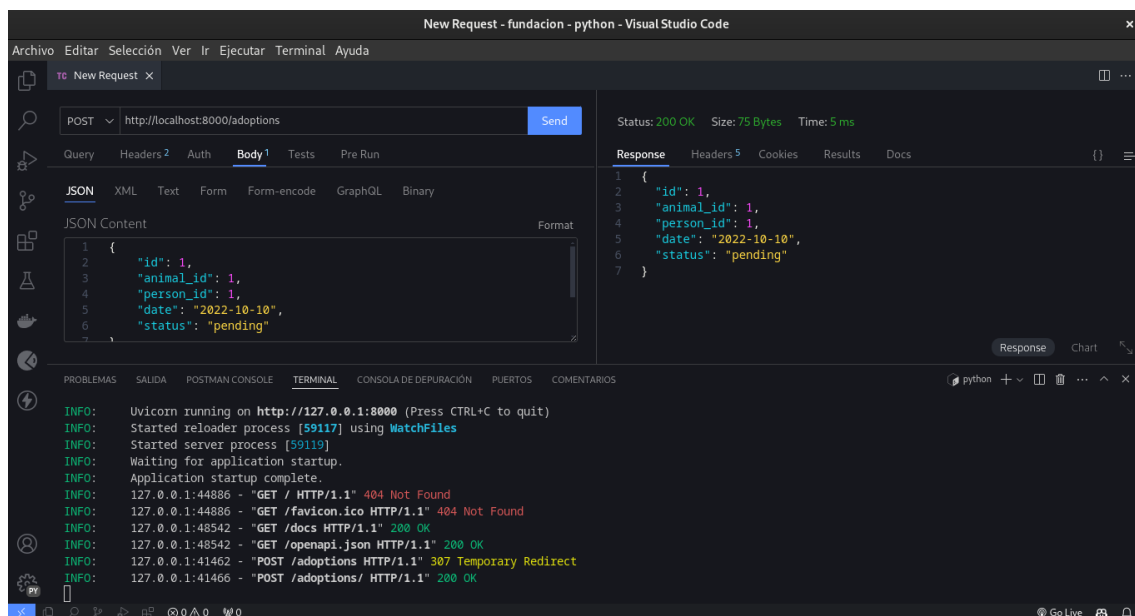 New Request - fundacion - python - Visual Studio Code
Archivo Editar Selección Ver Ir Ejecutar Terminal Ayuda
TC New Request
POST http://localhost:8000/adoptions Send
Query Headers 2 Auth Body 1 Tests Pre Run
JSON XML Text Form Form-encode GraphQL Binary
JSON Content Format
1 {
2 "id": 1,
3 "animal_id": 1,
4 "person_id": 1,
5 "date": "2022-10-10",
6 "status": "pending"
7 }
Status: 200 OK Size: 75 Bytes Time: 5 ms
Response Headers 5 Cookies Results Docs { }
1 {
2 "id": 1,
3 "animal_id": 1,
4 "person_id": 1,
5 "date": "2022-10-10",
6 "status": "pending"
7 }
Response Chart
PROBLEMAS SALIDA POSTMAN CONSOLE TERMINAL CONSOLA DE DEPURACIÓN PUERTOS COMENTARIOS python
INFO: Uvicorn running on http://127.0.0.1:8000 (Press CTRL+C to quit)
INFO: Started reloader process [59117] using WatchFiles
INFO: Started server process [59119]
INFO: Waiting for application startup.
INFO: Application startup complete.
INFO: 127.0.0.1:44886 - "GET / HTTP/1.1" 404 Not Found
INFO: 127.0.0.1:44886 - "GET /favicon.ico HTTP/1.1" 404 Not Found
INFO: 127.0.0.1:48542 - "GET /docs HTTP/1.1" 200 OK
INFO: 127.0.0.1:48542 - "GET /openapi.json HTTP/1.1" 200 OK
INFO: 127.0.0.1:41462 - "POST /adoptions HTTP/1.1" 307 Temporary Redirect
INFO: 127.0.0.1:41466 - "POST /adoptions/ HTTP/1.1" 200 OK
PY
0 0 0 Go Live